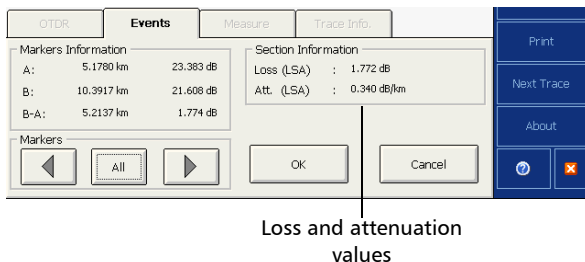 OTDR Events Measure Trace Info.
Markers Information
A: 5.1780 km 23.383 dB
B: 10.3917 km 21.608 dB
B-A: 5.2137 km 1.774 dB
Section Information
Loss (LSA) : 1.772 dB
Att. (LSA) : 0.340 dB/km
Markers
All
OK Cancel
Print
Next Trace
About
Loss and attenuation
values